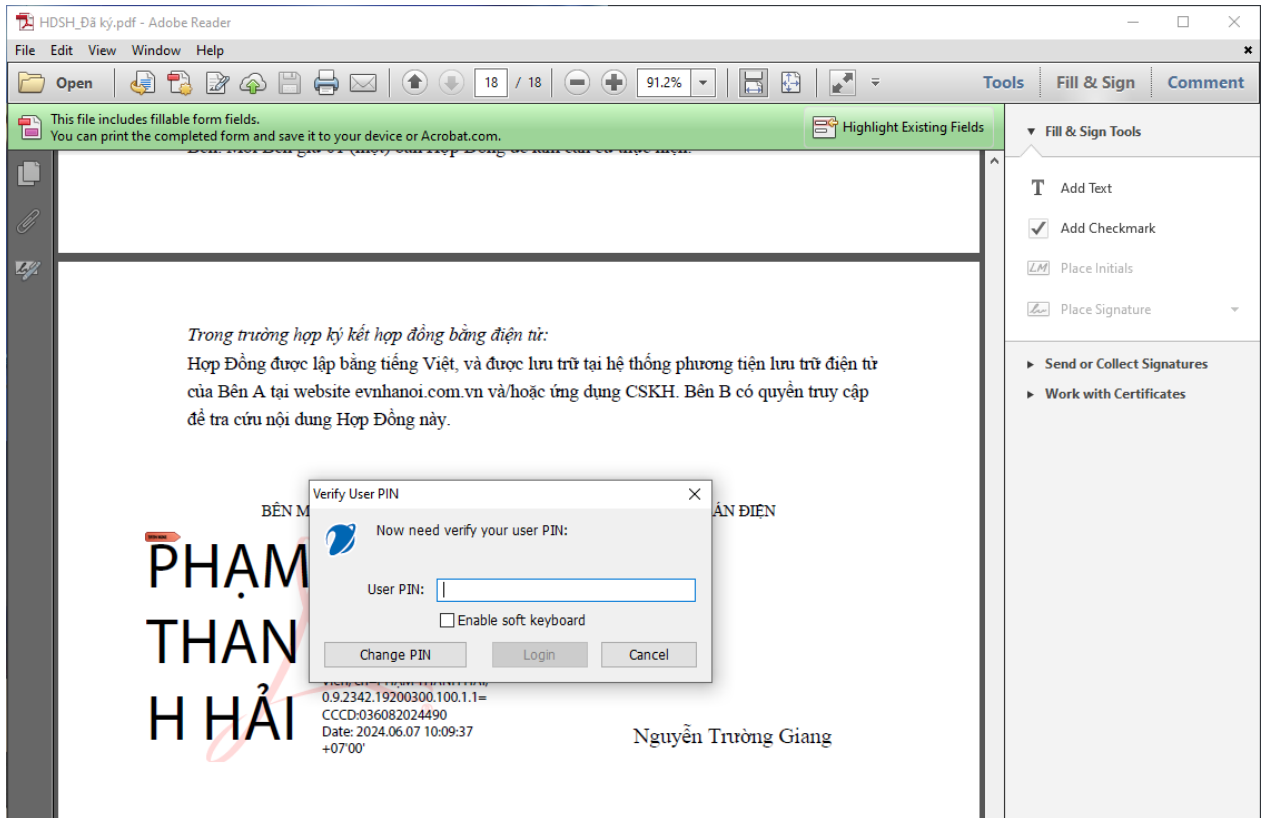 HDSH_Đã ký.pdf - Adobe Reader
File Edit View Window Help
Open 18 / 18 91.2% Tools Fill & Sign Comment
This file includes fillable form fields.
You can print the completed form and save it to your device or Acrobat.com.
Highlight Existing Fields
Fill & Sign Tools
T Add Text
Add Checkmark
Place Initials
Place Signature
Send or Collect Signatures
Work with Certificates
Trong trường hợp ký kết hợp đồng bằng điện tử:
Hợp Đồng được lập bằng tiếng Việt, và được lưu trữ tại hệ thống phương tiện lưu trữ điện tử
của Bên A tại website evnhanoi.com.vn và/hoặc ứng dụng CSKH. Bên B có quyền truy cập
để tra cứu nội dung Hợp Đồng này.
BÊN M
ÁN ĐIỆN
Verify User PIN
Now need verify your user PIN:
User PIN:
Enable soft keyboard
Change PIN Login Cancel
PHẠM
THAN
H HẢI
0.9.2342.19200300.100.1.1=
CCCD:036082024490
Date: 2024.06.07 10:09:37
+07'00'
Nguyễn Trường Giang